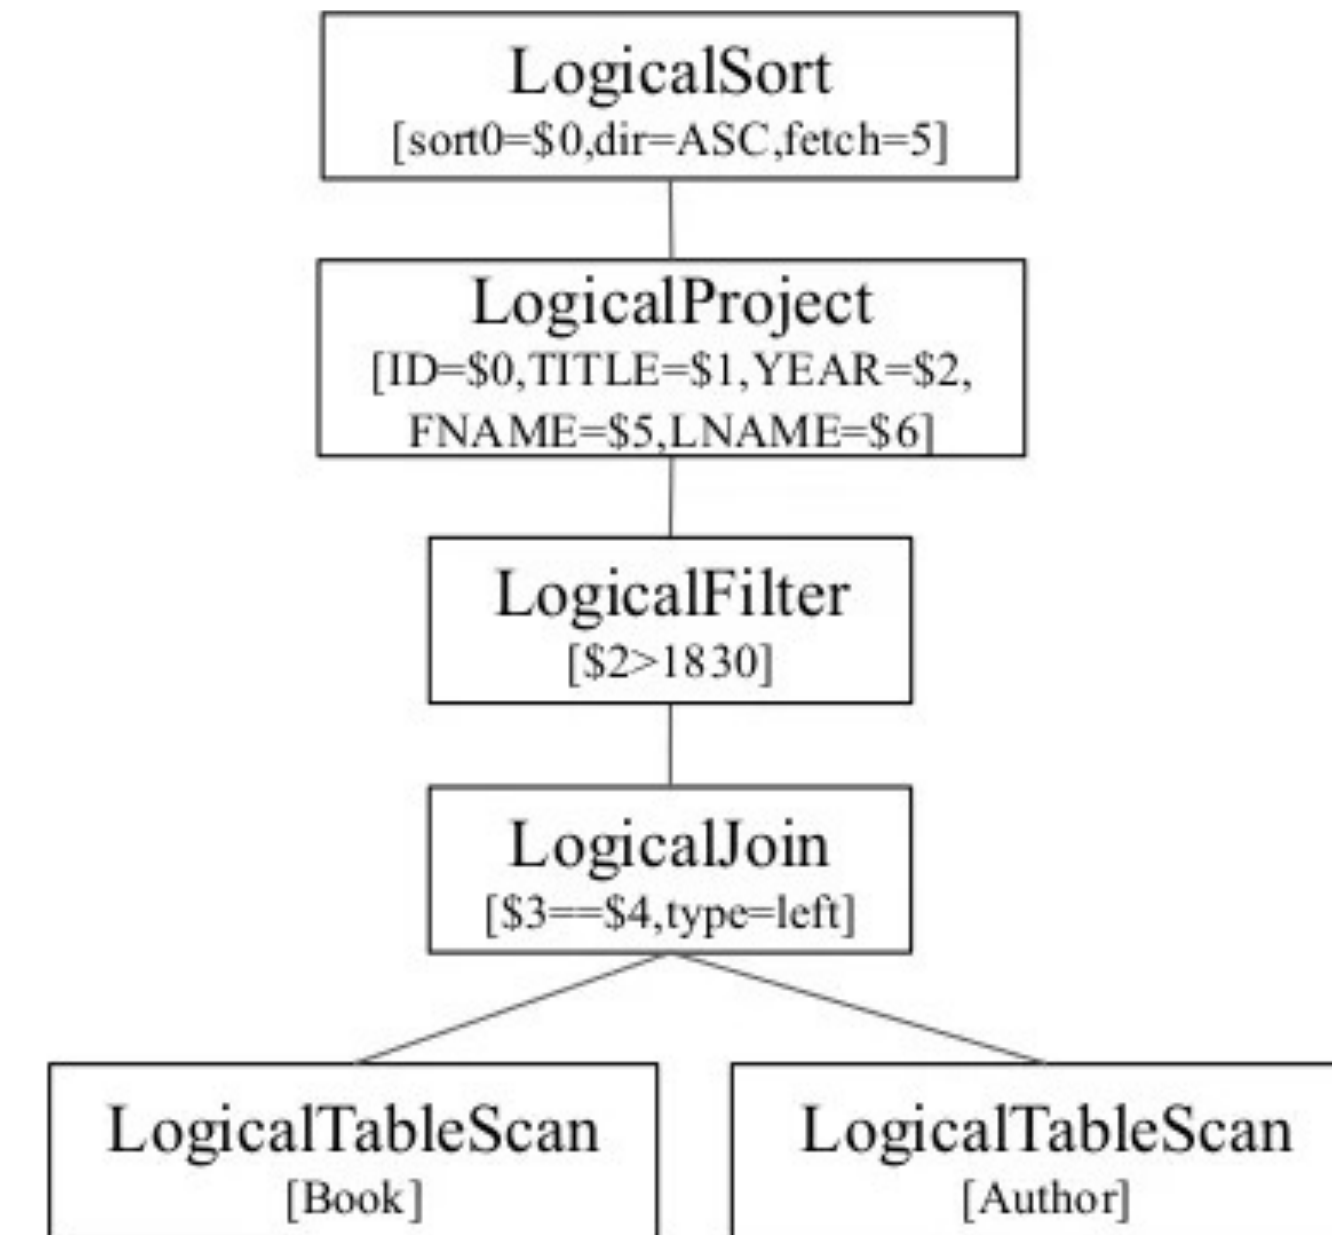 LogicalSort
[sort0=$0,dir=ASC,fetch=5]
LogicalProject
[ID=$0,TITLE=$1,YEAR=$2,
FNAME=$5,LNAME=$6]
LogicalFilter
[$2>1830]
LogicalJoin
[$3==$4,type=left]
LogicalTableScan
[Book]
LogicalTableScan
[Author]